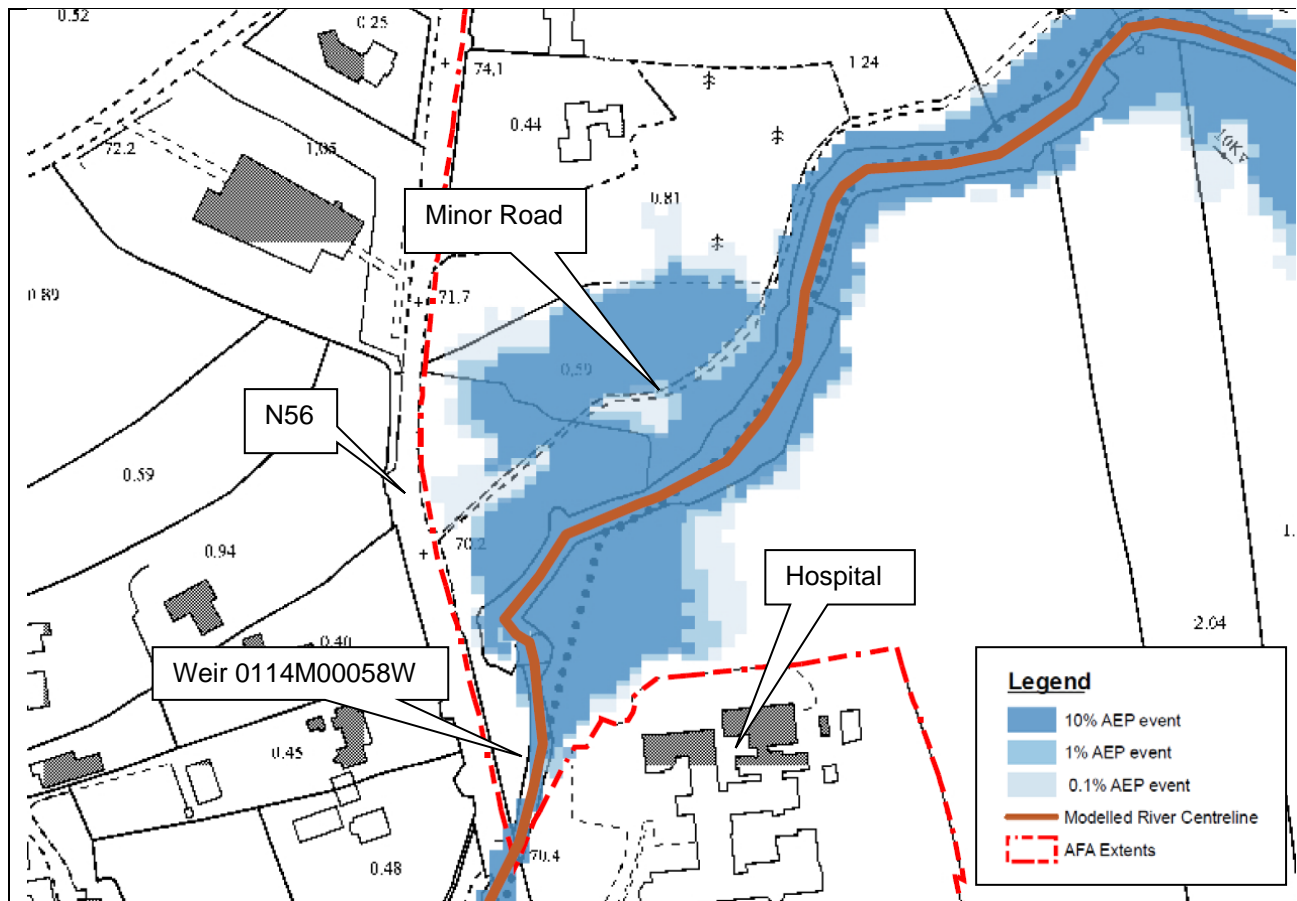 0.52
0.25
74,1
1.24
0.44
72.2
1,05
10KV
Minor Road
0.81
0.89
71.7
0,59
N56
0.59
70.2
0.94
Hospital
2.04
0.40
Weir 0114M00058W
Legend
10% AEP event
1% AEP event
0.1% AEP event
Modelled River Centreline
AFA Extents
0.45
70.4
0.48